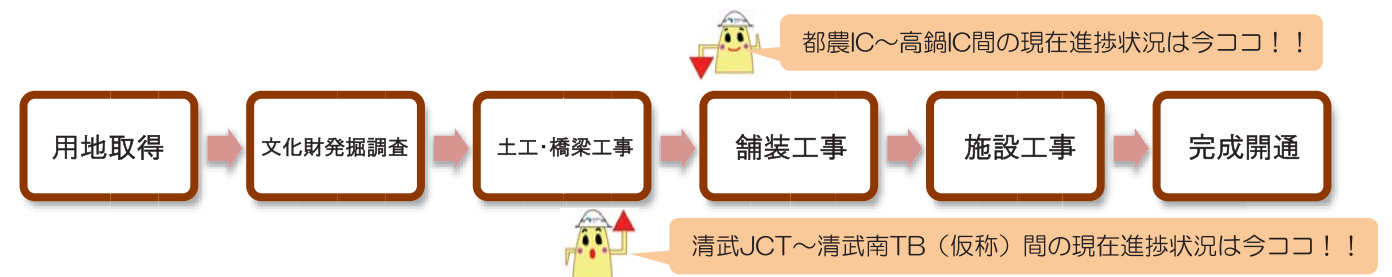 都農IC～高鍋IC間の現在進捗状況は今ココ！！
用地取得
文化財発掘調査
土工・橋梁工事
舗装工事
施設工事
完成開通
清武JCT～清武南TB（仮称）間の現在進捗状況は今ココ！！